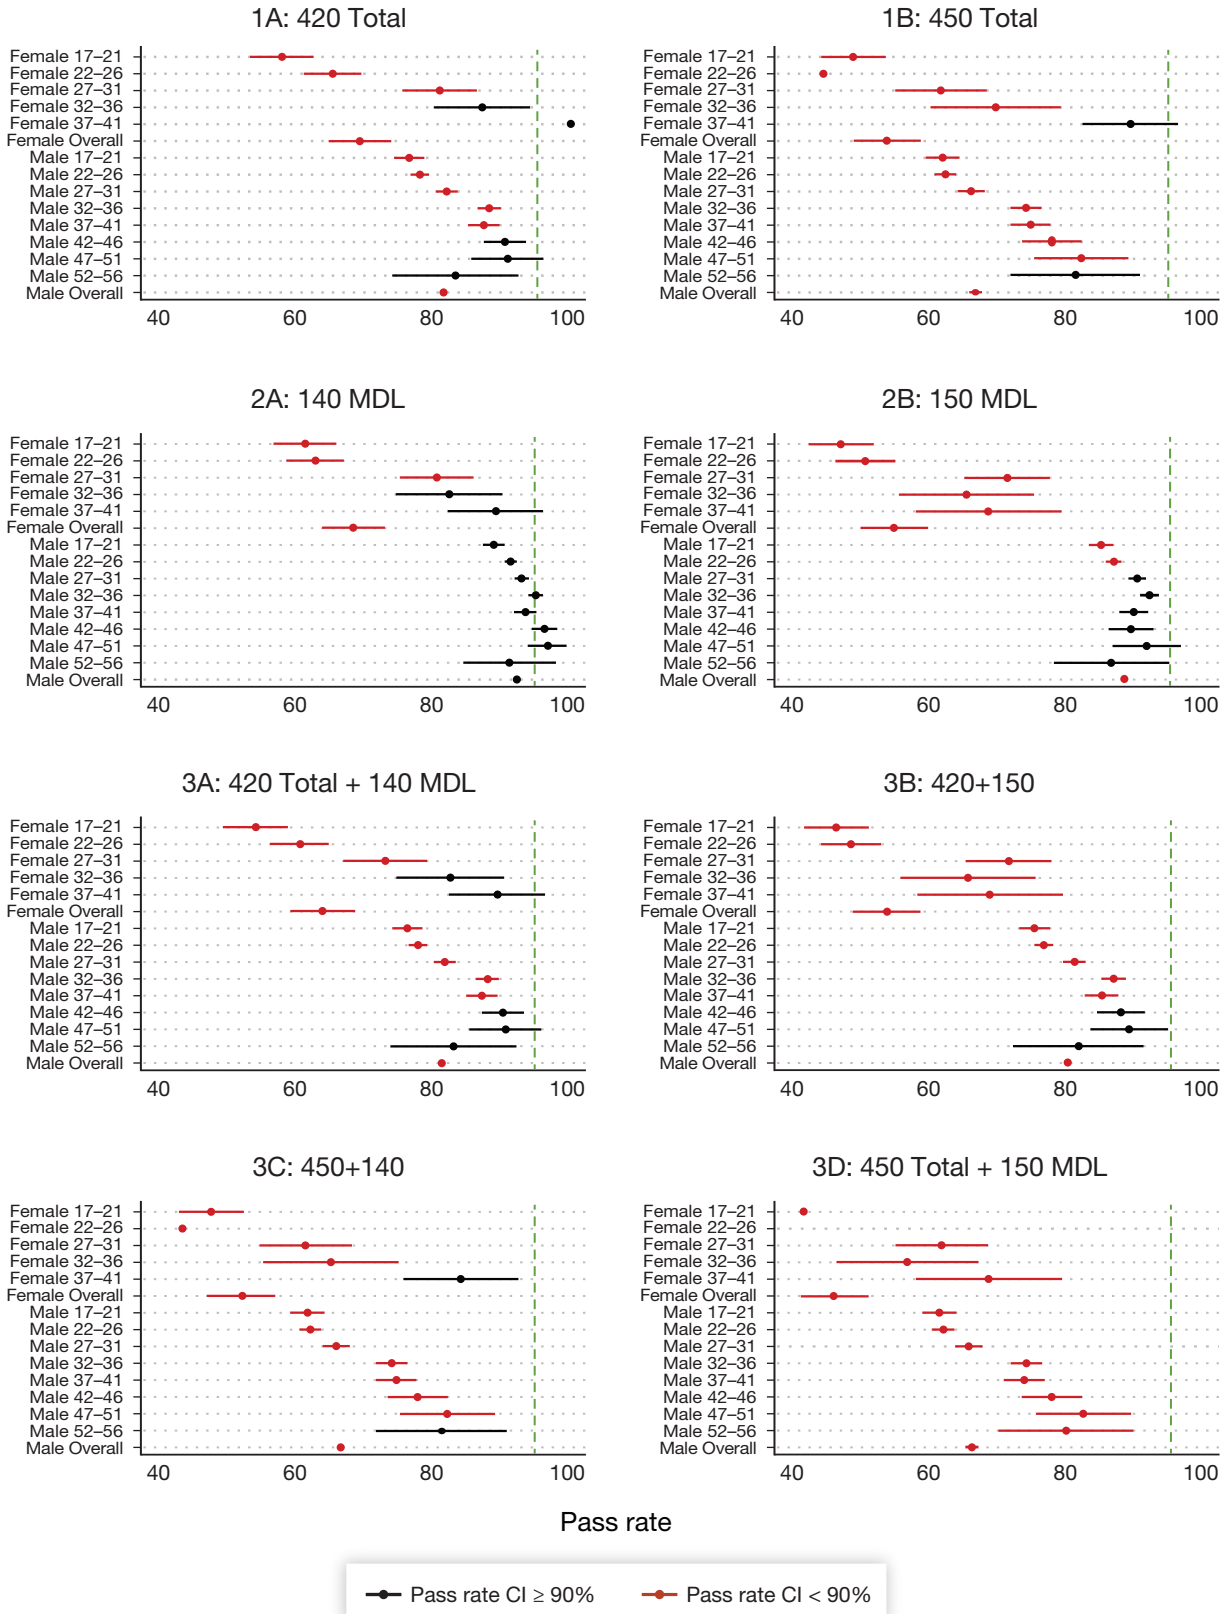 1A: 420 Total
Female 17–21
Female 22–26
Female 27–31
Female 32–36
Female 37–41
Female Overall
Male 17–21
Male 22–26
Male 27–31
Male 32–36
Male 37–41
Male 42–46
Male 47–51
Male 52–56
Male Overall
40 60 80 100
1B: 450 Total
Female 17–21
Female 22–26
Female 27–31
Female 32–36
Female 37–41
Female Overall
Male 17–21
Male 22–26
Male 27–31
Male 32–36
Male 37–41
Male 42–46
Male 47–51
Male 52–56
Male Overall
40 60 80 100
2A: 140 MDL
Female 17–21
Female 22–26
Female 27–31
Female 32–36
Female 37–41
Female Overall
Male 17–21
Male 22–26
Male 27–31
Male 32–36
Male 37–41
Male 42–46
Male 47–51
Male 52–56
Male Overall
40 60 80 100
2B: 150 MDL
Female 17–21
Female 22–26
Female 27–31
Female 32–36
Female 37–41
Female Overall
Male 17–21
Male 22–26
Male 27–31
Male 32–36
Male 37–41
Male 42–46
Male 47–51
Male 52–56
Male Overall
40 60 80 100
3A: 420 Total + 140 MDL
Female 17–21
Female 22–26
Female 27–31
Female 32–36
Female 37–41
Female Overall
Male 17–21
Male 22–26
Male 27–31
Male 32–36
Male 37–41
Male 42–46
Male 47–51
Male 52–56
Male Overall
40 60 80 100
3B: 420+150
Female 17–21
Female 22–26
Female 27–31
Female 32–36
Female 37–41
Female Overall
Male 17–21
Male 22–26
Male 27–31
Male 32–36
Male 37–41
Male 42–46
Male 47–51
Male 52–56
Male Overall
40 60 80 100
3C: 450+140
Female 17–21
Female 22–26
Female 27–31
Female 32–36
Female 37–41
Female Overall
Male 17–21
Male 22–26
Male 27–31
Male 32–36
Male 37–41
Male 42–46
Male 47–51
Male 52–56
Male Overall
40 60 80 100
3D: 450 Total + 150 MDL
Female 17–21
Female 22–26
Female 27–31
Female 32–36
Female 37–41
Female Overall
Male 17–21
Male 22–26
Male 27–31
Male 32–36
Male 37–41
Male 42–46
Male 47–51
Male 52–56
Male Overall
40 60 80 100
Pass rate
Pass rate CI ≥ 90% Pass rate CI < 90%